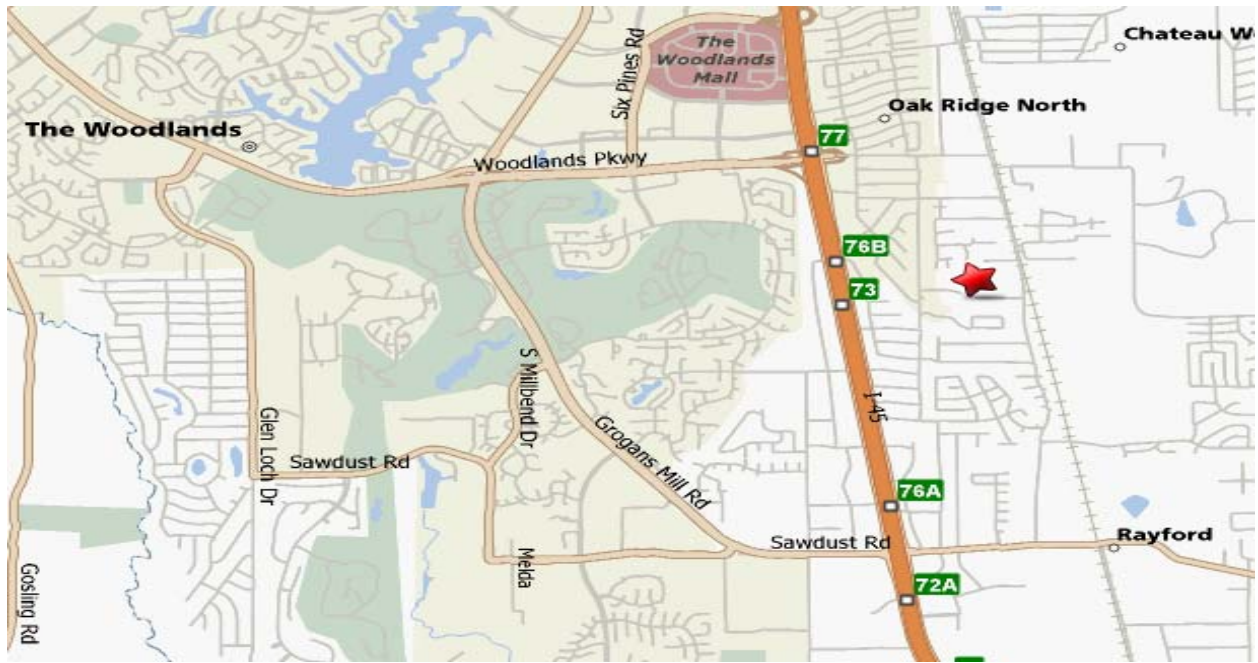 Chateau W
The
Woodlands
Mall
Six Pines Rd
Oak Ridge North
The Woodlands
77
Woodlands Pkwy
76B
73
S Millbend Dr
I-45
Glen Loch Dr
Grogans Mill Rd
Sawdust Rd
76A
Sawdust Rd
Rayford
Melda
Gosling Rd
72A